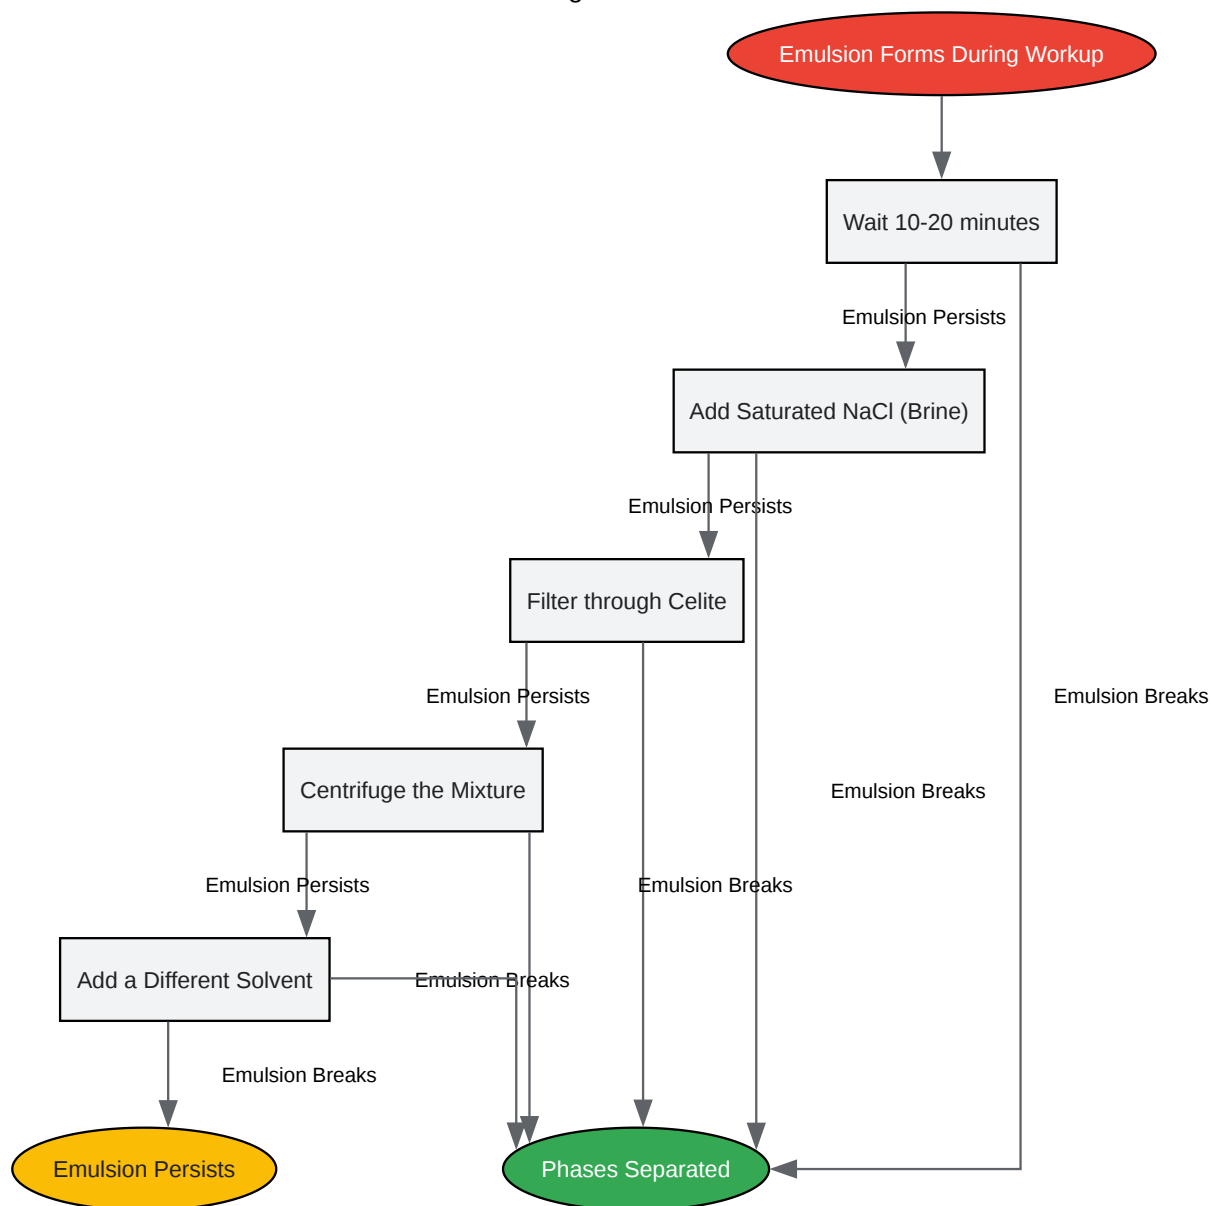 Emulsion Forms During Workup
Wait 10-20 minutes
Emulsion Persists
Add Saturated NaCl (Brine)
Emulsion Persists
Filter through Celite
Emulsion Persists
Emulsion Breaks
Centrifuge the Mixture
Emulsion Breaks
Emulsion Persists
Emulsion Breaks
Add a Different Solvent
Emulsion Breaks
Emulsion Breaks
Emulsion Persists
Phases Separated